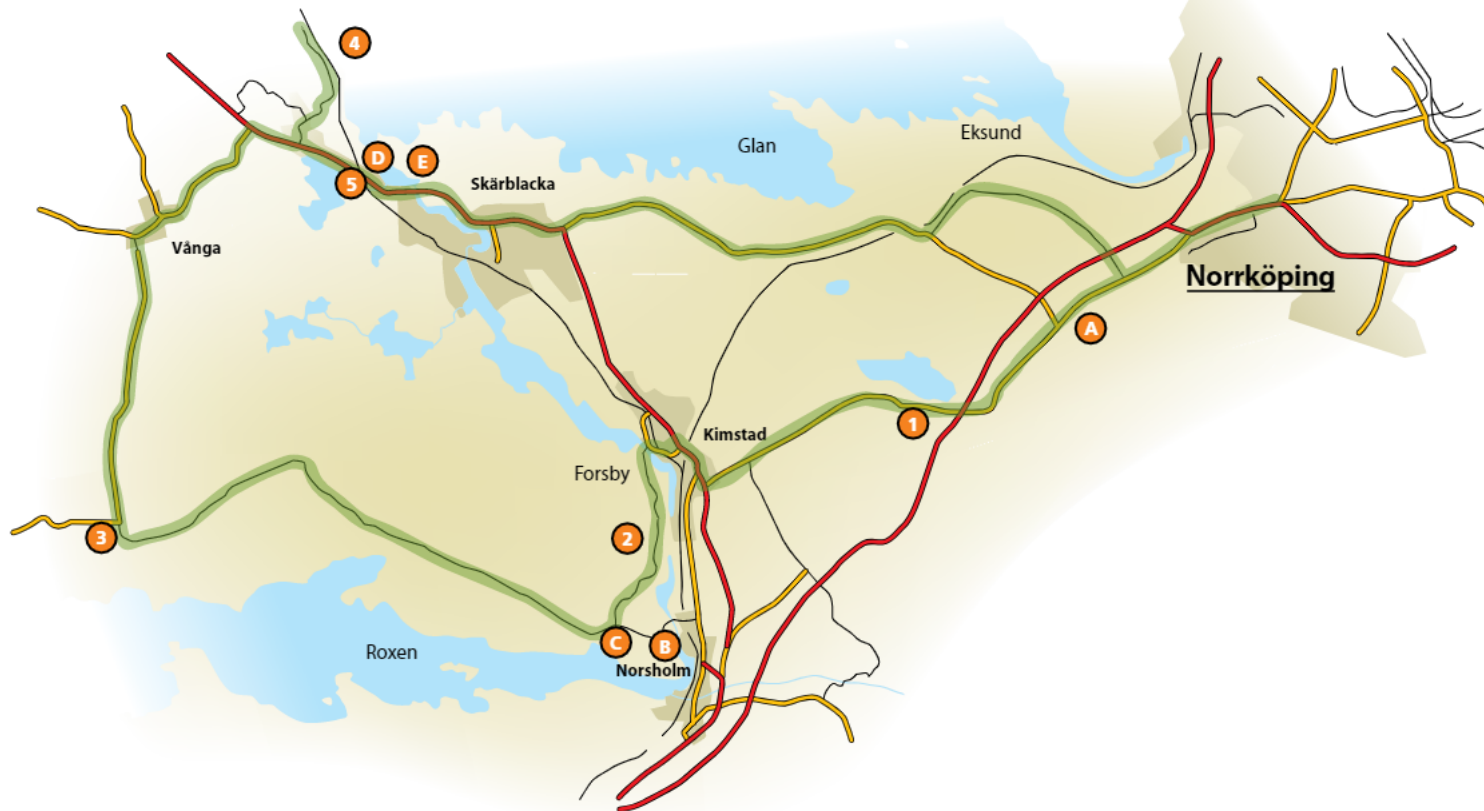 4
Eksund
Glan
D
E
5
Skärblacka
Vånga
Norrköping
A
1
Kimstad
Forsby
2
3
C
B
Roxen
Norsholm